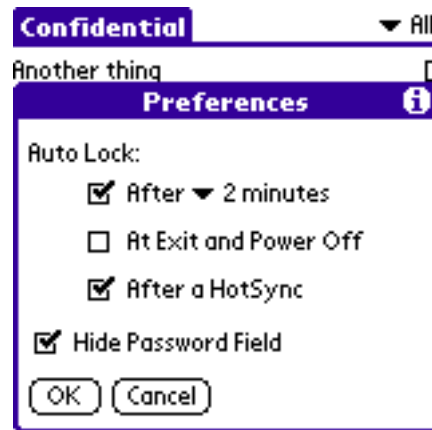 Confidential
All
Another thing
Preferences
Auto Lock:
After 2 minutes
At Exit and Power Off
After a HotSync
Hide Password Field
OK Cancel